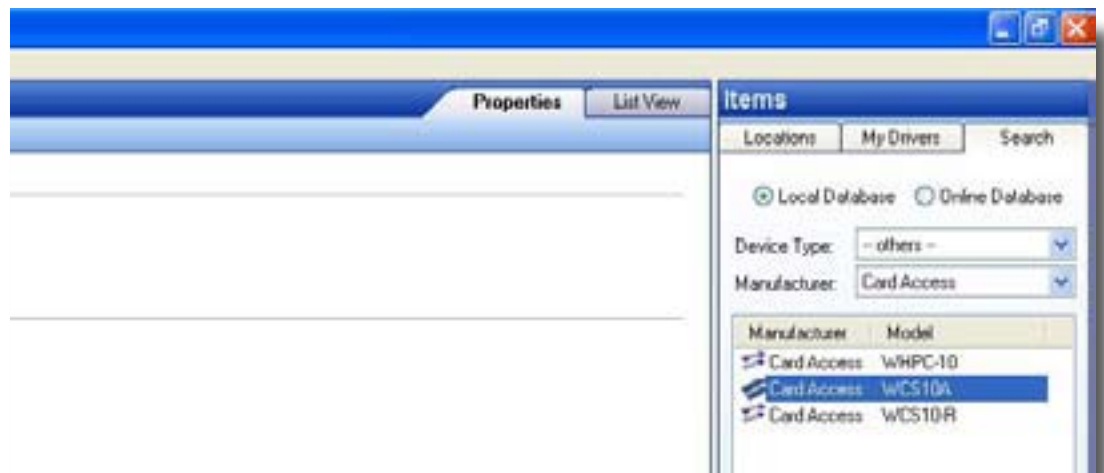 Properties
List View
Items
Locations
My Drivers
Search
Local Database
Online Database
Device Type:
-- others --
Manufacturer:
Card Access
Manufacturer Model
Card Access WHPC-10
Card Access WCS10A
Card Access WCS10-R